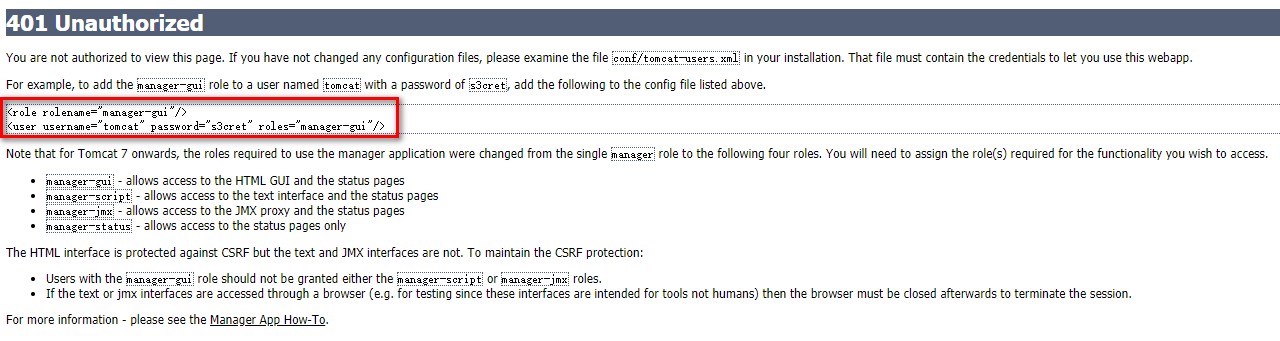 401 Unauthorized
You are not authorized to view this page. If you have not changed any configuration files, please examine the file conf/tomcat-users.xml in your installation. That file must contain the credentials to let you use this webapp.
For example, to add the manager-gui role to a user named tomcat with a password of s3cret, add the following to the config file listed above.
<role rolename="manager-gui"/>
<user username="tomcat" password="s3cret" roles="manager-gui"/>
Note that for Tomcat 7 onwards, the roles required to use the manager application were changed from the single manager role to the following four roles. You will need to assign the role(s) required for the functionality you wish to access.
• manager-gui - allows access to the HTML GUI and the status pages
• manager-script - allows access to the text interface and the status pages
• manager-jmx - allows access to the JMX proxy and the status pages
• manager-status - allows access to the status pages only
The HTML interface is protected against CSRF but the text and JMX interfaces are not. To maintain the CSRF protection:
• Users with the manager-gui role should not be granted either the manager-script or manager-jmx roles.
• If the text or jmx interfaces are accessed through a browser (e.g. for testing since these interfaces are intended for tools not humans) then the browser must be closed afterwards to terminate the session.
For more information - please see the Manager App How-To.